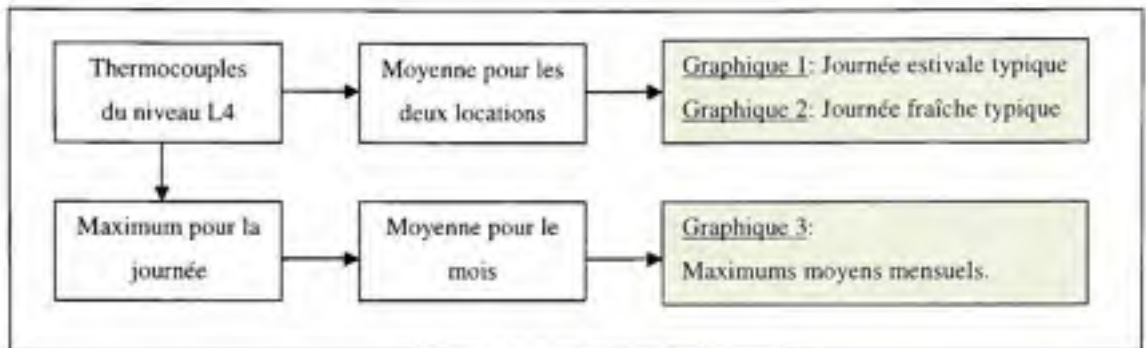 Thermocouples
du niveau L4
Moyenne pour les
deux locations
Graphique 1: Journée estivale typique
Graphique 2: Journée fraîche typique
Maximum pour la
journée
Moyenne pour le
mois
Graphique 3:
Maximums moyens mensuels.